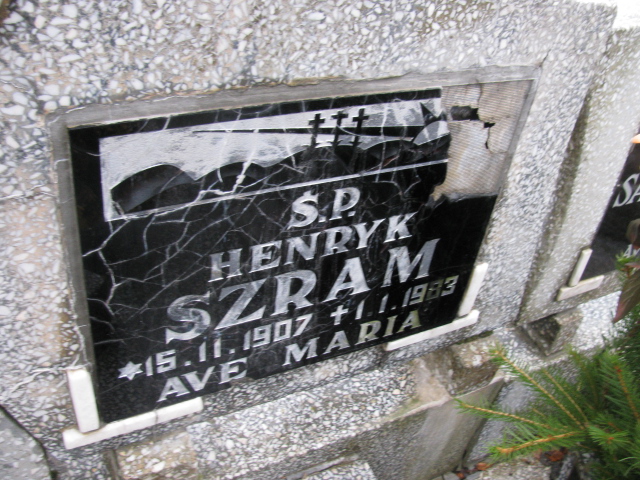 Ś.P.
HENRYK
SZRAM
*15.11.1907 +1.1.1983
AVE MARIA